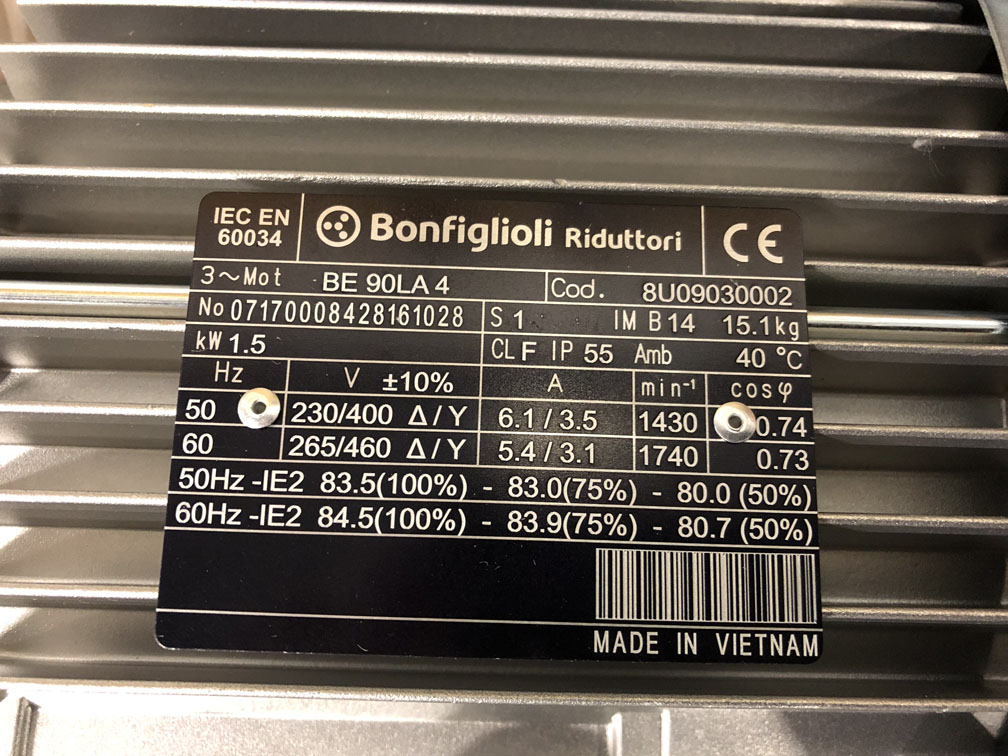 IEC EN
60034
Bonfiglioli Riduttori
CE
3~Mot BE 90LA 4 Cod. 8U09030002
No 07170008428161028 S 1 IM B14 15.1kg
kW 1.5 CL F IP 55 Amb 40 °C
Hz V ±10% A min⁻¹ cosφ
50 230/400 Δ/Y 6.1/3.5 1430 0.74
60 265/460 Δ/Y 5.4/3.1 1740 0.73
50Hz -IE2 83.5(100%) - 83.0(75%) - 80.0 (50%)
60Hz -IE2 84.5(100%) - 83.9(75%) - 80.7 (50%)
MADE IN VIETNAM